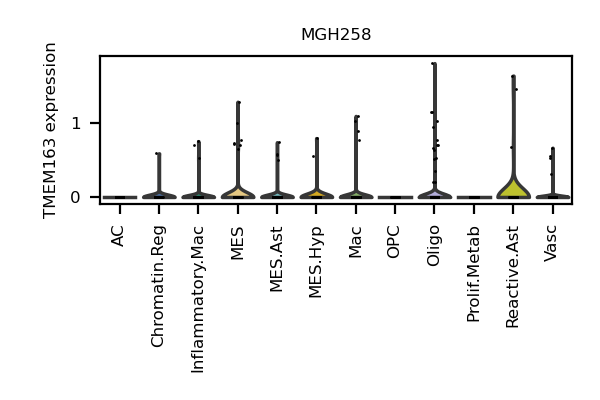 MGH258
TMEM163 expression
1
0
AC
Chromatin.Reg
Inflammatory.Mac
MES
MES.Ast
MES.Hyp
Mac
OPC
Oligo
Prolif.Metab
Reactive.Ast
Vasc